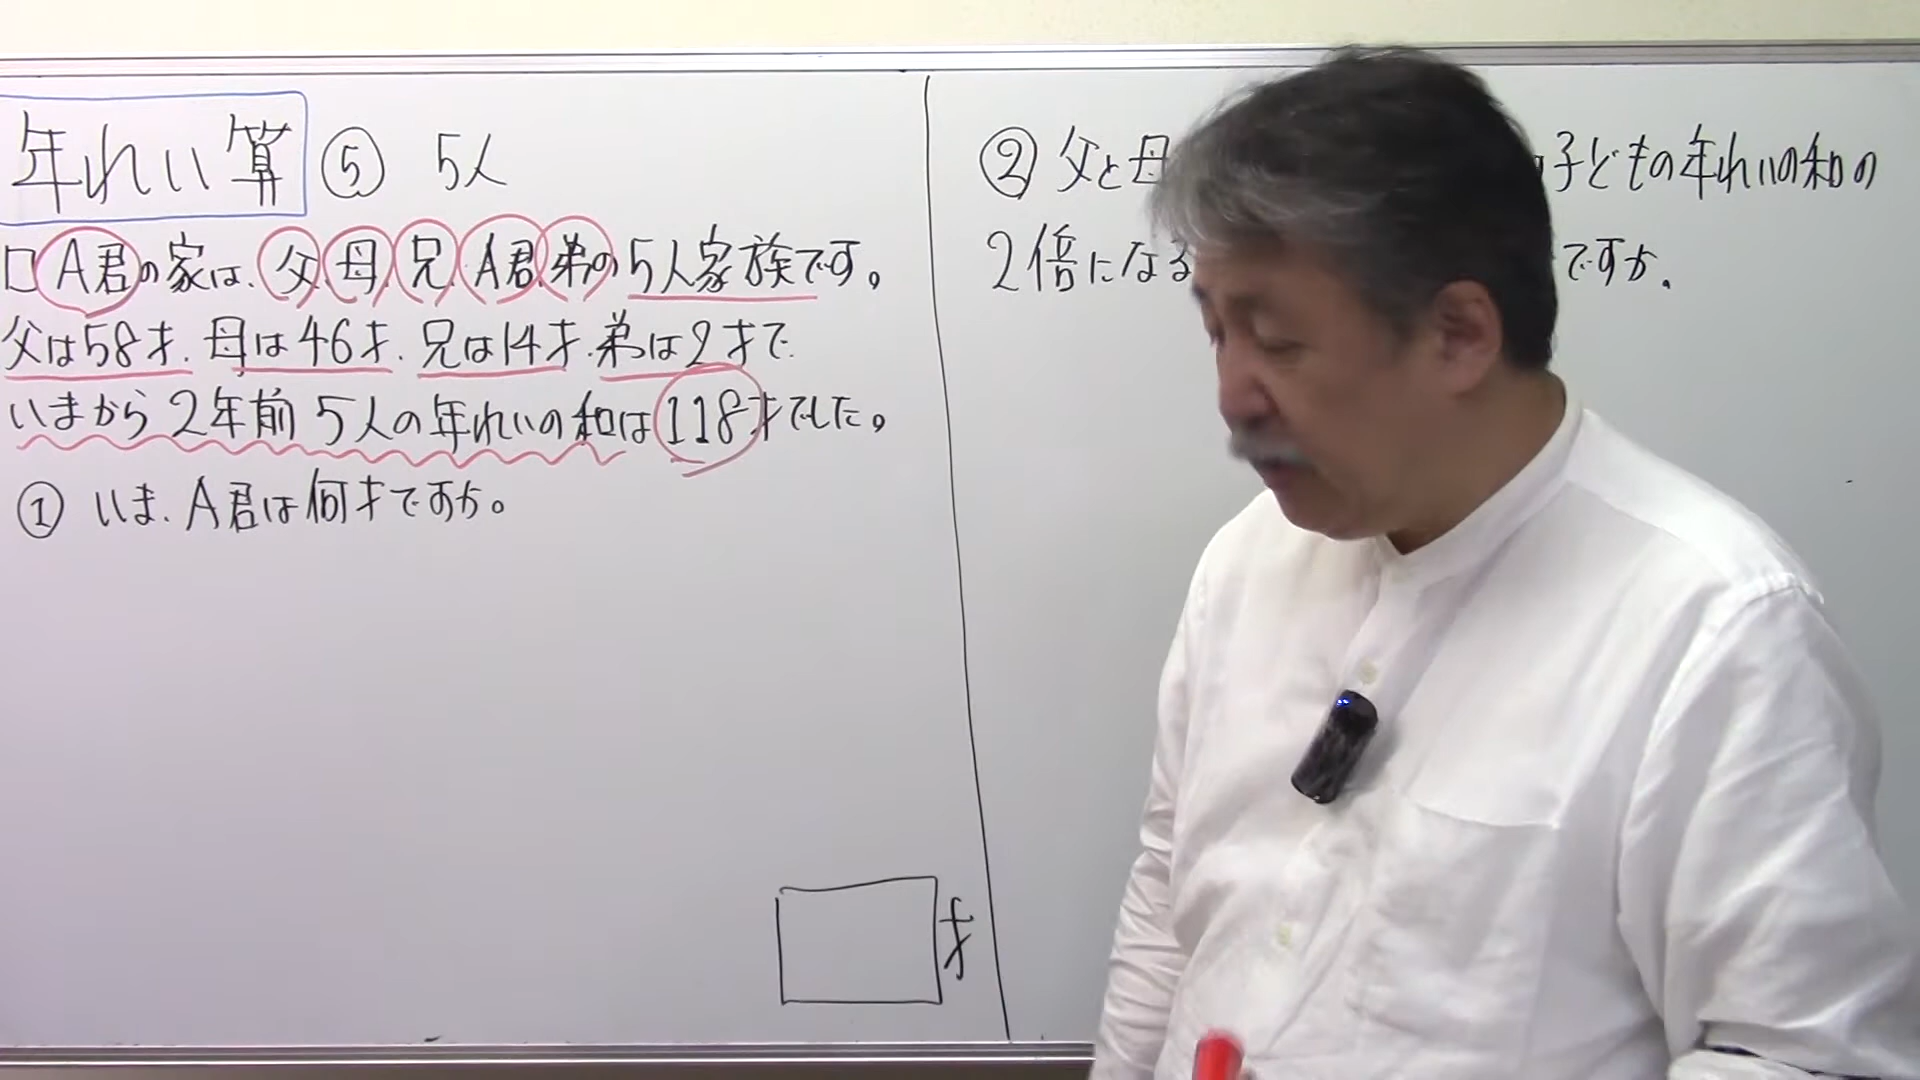 年れい算 ⑤ 5人
□A君の家は、父、母、兄、A君、弟の5人家族です。
父は58才、母は46才、兄は14才、弟は2才で、
いまから2年前5人の年れいの和は118才でした。
① いま、A君は何才ですか。
才
② 父と母 子どもの年れいの和の
2倍になる ですか。